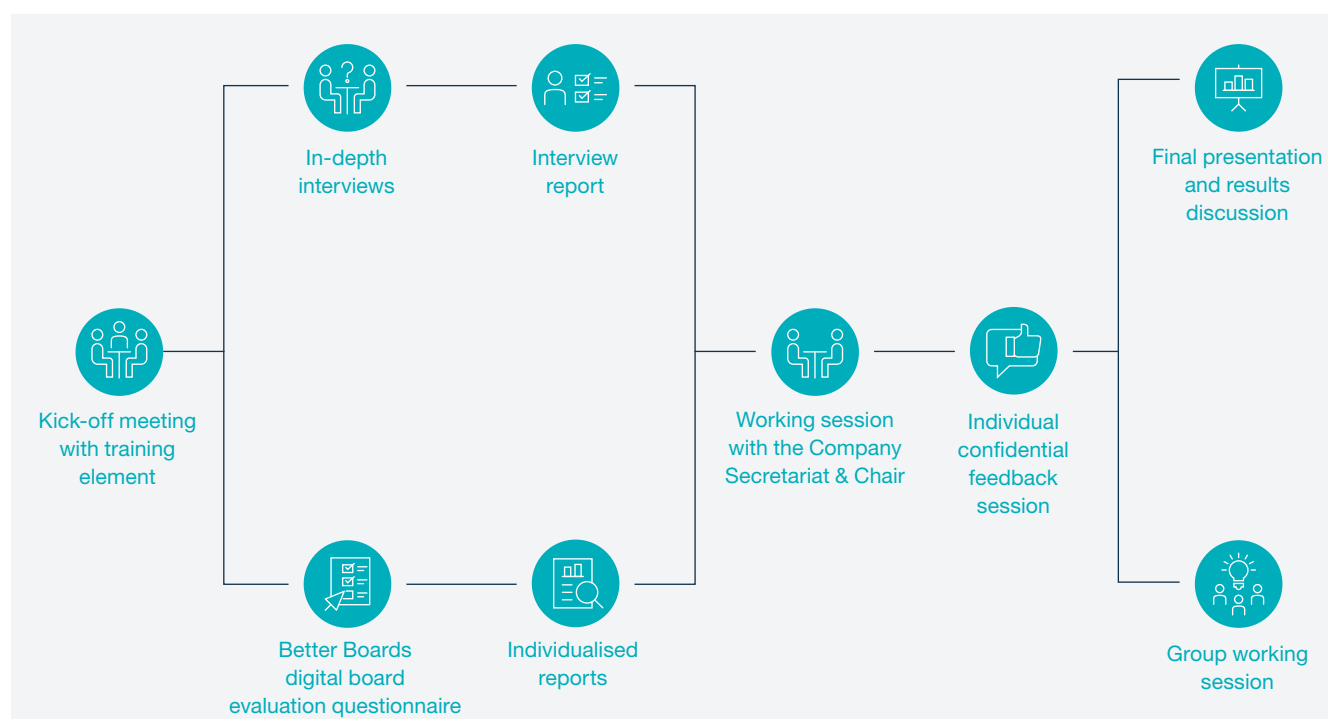 In-depth
interviews
Interview
report
Final presentation
and results
discussion
Kick-off meeting
with training
element
Working session
with the Company
Secretariat & Chair
Individual
confidential
feedback
session
Better Boards
digital board
evaluation questionnaire
Individualised
reports
Group working
session